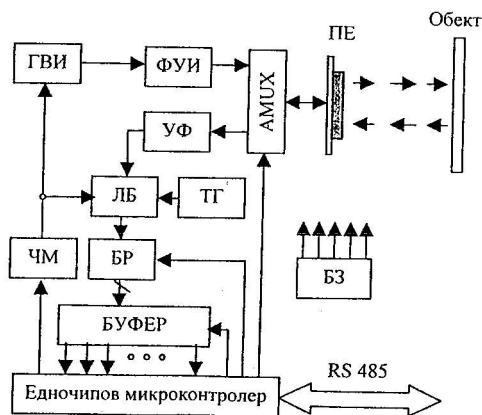 Обект
ПЕ
ГВИ
ФУИ
AMUX
УФ
ЛБ
ТГ
ЧМ
БР
БЗ
БУФЕР
RS 485
Едночипов микроконтролер